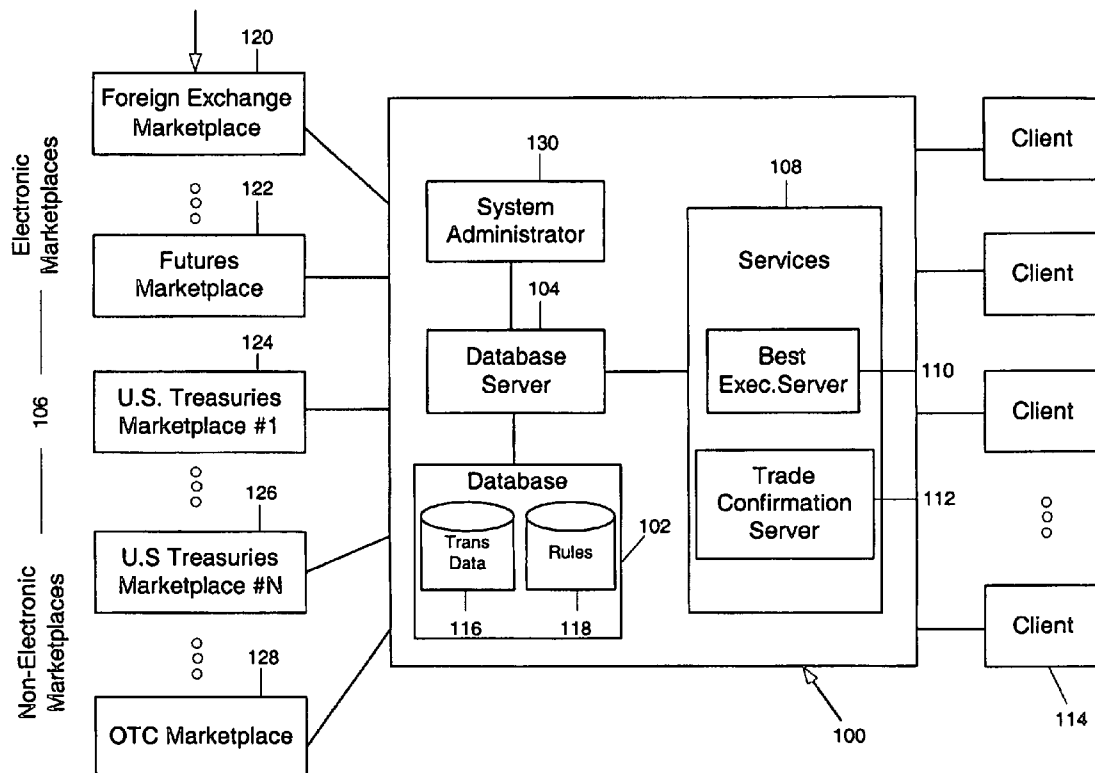 Electronic
Marketplaces
106
Non-Electronic
Marketplaces
120
Foreign Exchange
Marketplace
122
Futures
Marketplace
124
U.S. Treasuries
Marketplace #1
126
U.S Treasuries
Marketplace #N
128
OTC Marketplace
130
System
Administrator
104
Database
Server
Database
Trans
Data
Rules
102
116
118
108
Services
Best
Exec.Server
110
Trade
Confirmation
Server
112
100
Client
Client
Client
Client
114